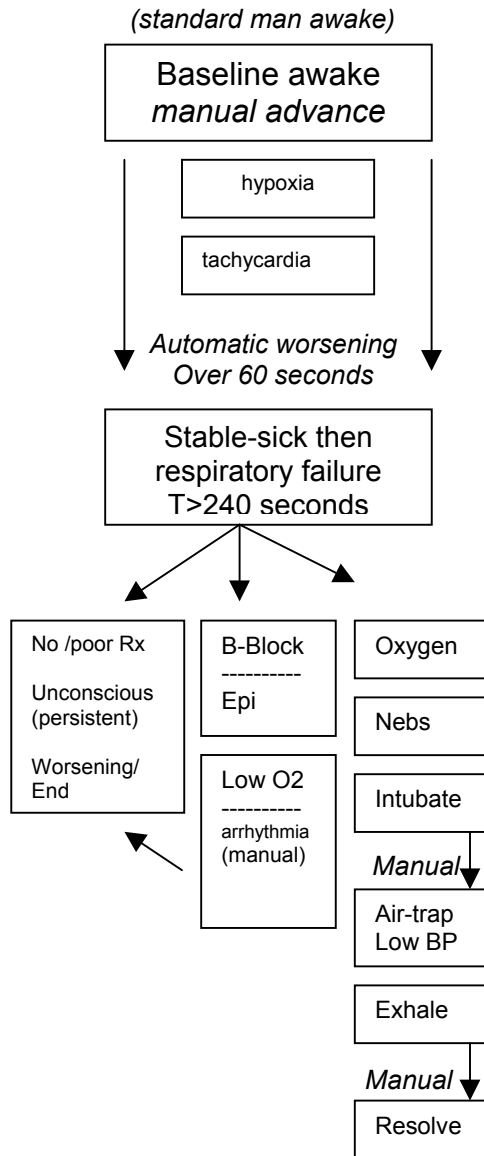 (standard man awake)
Baseline awake
manual advance
hypoxia
tachycardia
Automatic worsening
Over 60 seconds
Stable-sick then
respiratory failure
T>240 seconds
No /poor Rx
Unconscious
(persistent)
Worsening/
End
B-Block
----------
Epi
Low O2
----------
arrhythmia
(manual)
Oxygen
Nebs
Intubate
Manual
Air-trap
Low BP
Exhale
Manual
Resolve